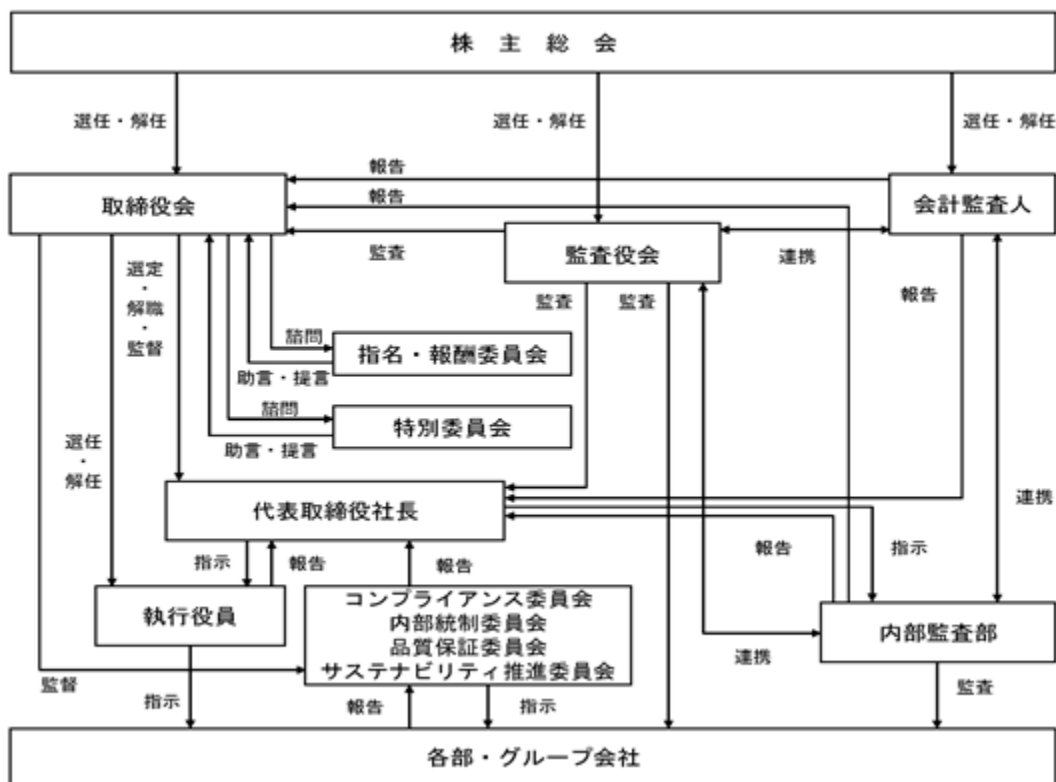 株主総会
選任・解任
選任・解任
選任・解任
報告
報告
取締役会
会計監査人
監査役会
監査
連携
選定・解職・監督
監査
監査
報告
諮問
指名・報酬委員会
助言・提言
諮問
特別委員会
助言・提言
選任・解任
代表取締役社長
連携
指示
報告
報告
報告
指示
コンプライアンス委員会
内部統制委員会
品質保証委員会
サステナビリティ推進委員会
執行役員
内部監査部
監督
連携
監査
指示
報告
指示
各部・グループ会社